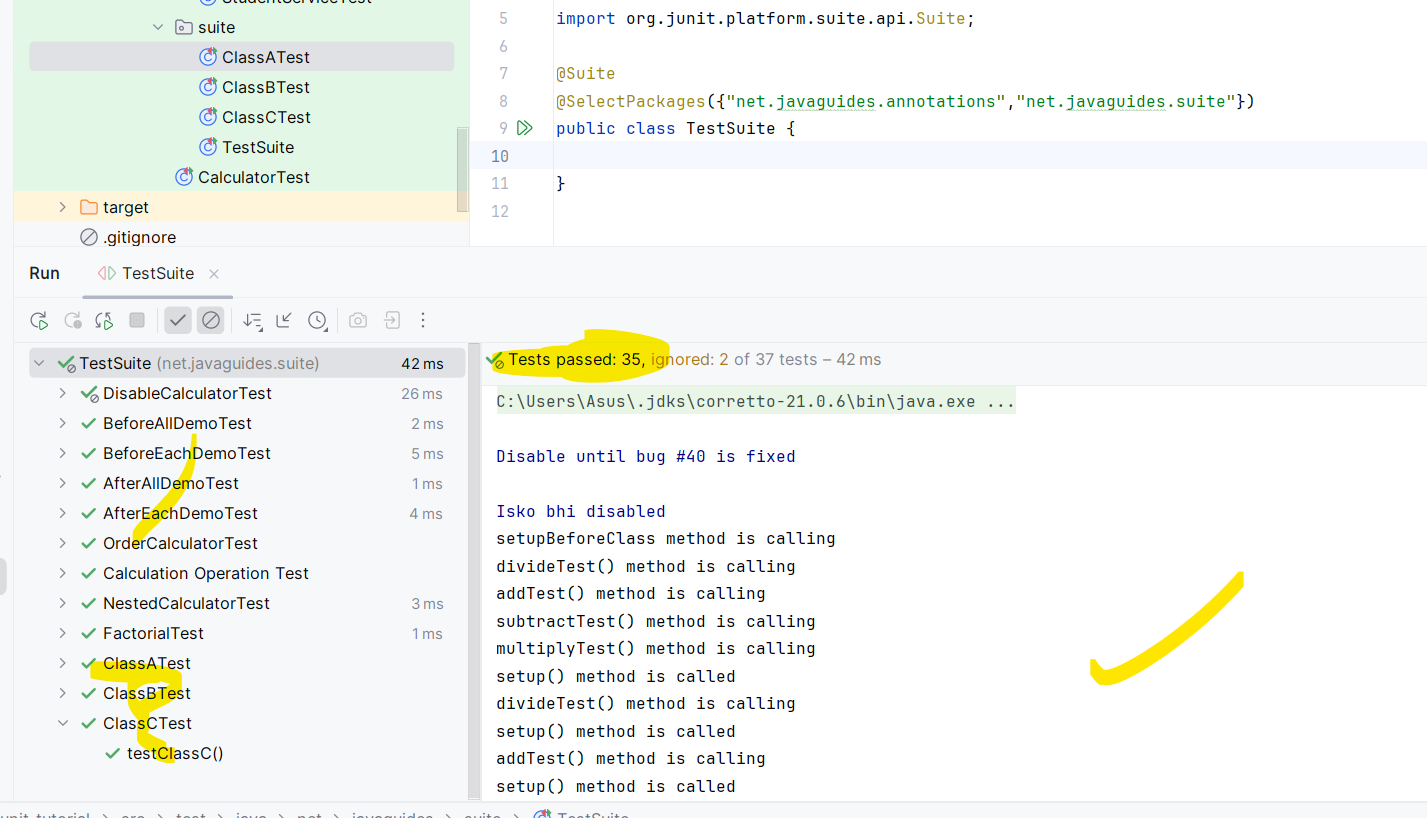 StudentServiceTest
suite
ClassATest
ClassBTest
ClassCTest
TestSuite
CalculatorTest
target
.gitignore
5 import org.junit.platform.suite.api.Suite;
6
7 @Suite
8 @SelectPackages({"net.javaguides.annotations","net.javaguides.suite"})
9 public class TestSuite {
10
11 }
12
Run TestSuite
TestSuite (net.javaguides.suite) 42 ms
DisableCalculatorTest 26 ms
BeforeAllDemoTest 2 ms
BeforeEachDemoTest 5 ms
AfterAllDemoTest 1 ms
AfterEachDemoTest 4 ms
OrderCalculatorTest
Calculation Operation Test
NestedCalculatorTest 3 ms
FactorialTest 1 ms
ClassATest
ClassBTest
ClassCTest
testClassC()
Tests passed: 35, ignored: 2 of 37 tests – 42 ms
C:\Users\Asus\.jdks\corretto-21.0.6\bin\java.exe ...
Disable until bug #40 is fixed
Isko bhi disabled
setupBeforeClass method is calling
divideTest() method is calling
addTest() method is calling
subtractTest() method is calling
multiplyTest() method is calling
setup() method is called
divideTest() method is calling
setup() method is called
addTest() method is calling
setup() method is called
unit-tutorial > src > test > java > net > javaguides > suite > TestSuite